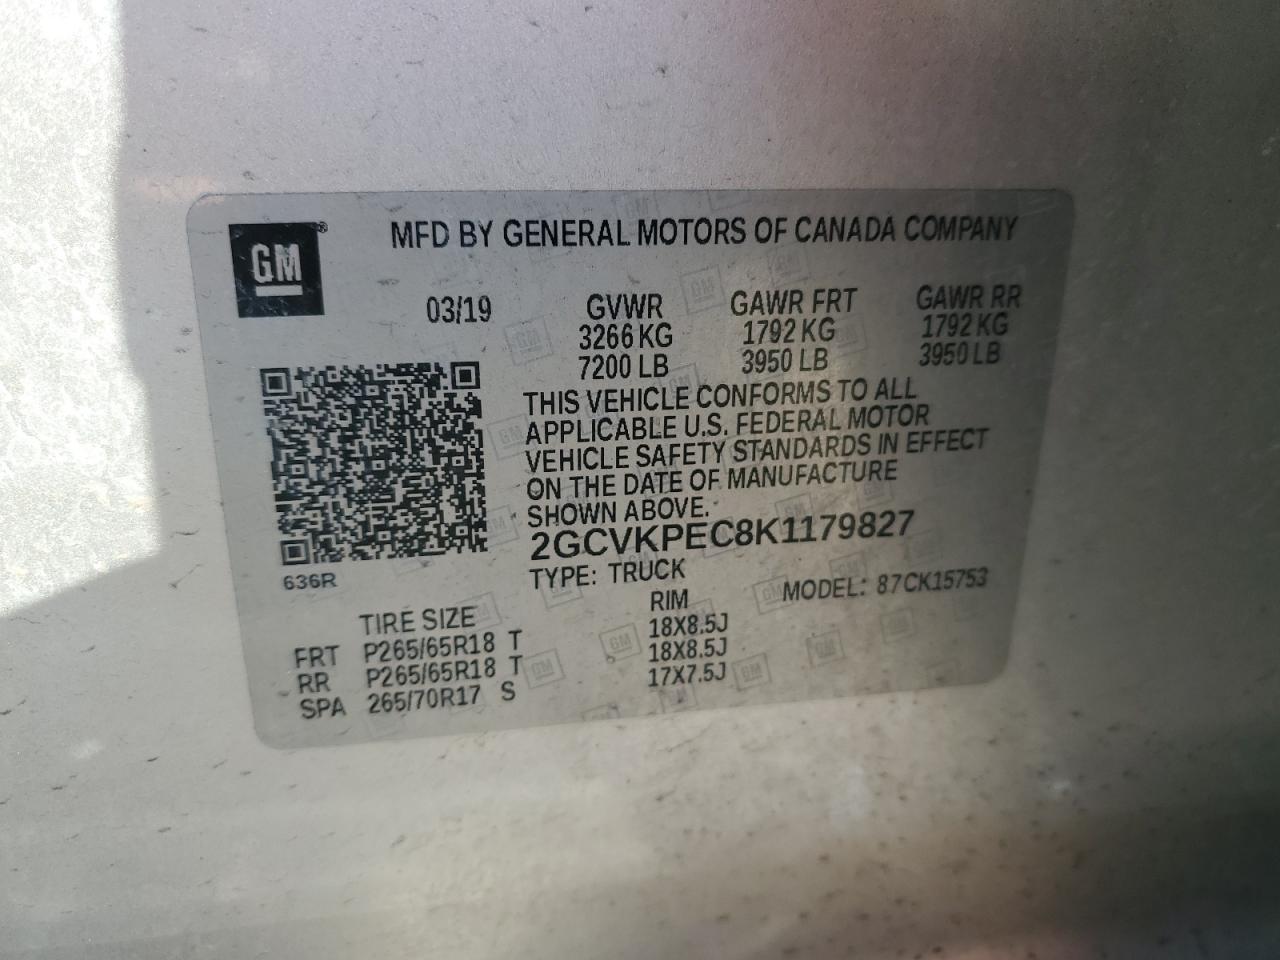 GM ®
MFD BY GENERAL MOTORS OF CANADA COMPANY
03/19 GVWR GAWR FRT GAWR RR
3266 KG 1792 KG 1792 KG
7200 LB 3950 LB 3950 LB
THIS VEHICLE CONFORMS TO ALL
APPLICABLE U.S. FEDERAL MOTOR
VEHICLE SAFETY STANDARDS IN EFFECT
ON THE DATE OF MANUFACTURE
SHOWN ABOVE.
2GCVKPEC8K1179827
636R
TYPE: TRUCK MODEL: 87CK15753
TIRE SIZE RIM
FRT P265/65R18 T 18X8.5J
RR P265/65R18 T 18X8.5J
SPA 265/70R17 S 17X7.5J